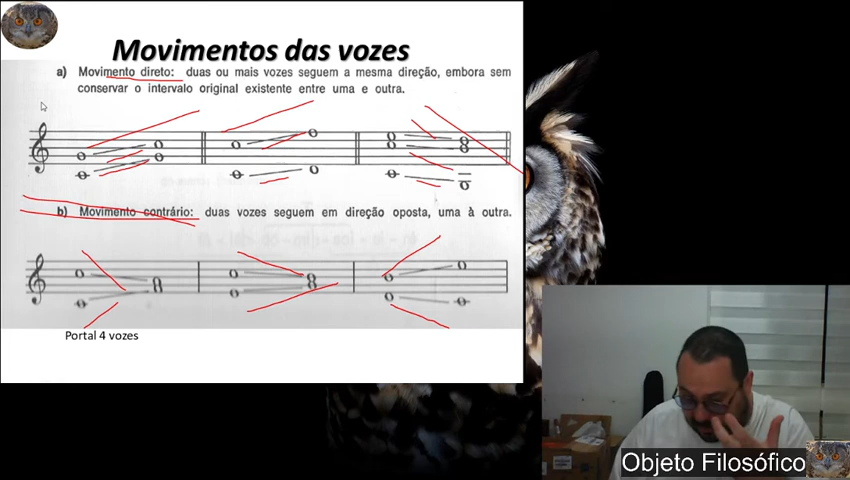 Movimentos das vozes
a) Movimento direto: duas ou mais vozes seguem a mesma direção, embora sem
conservar o intervalo original existente entre uma e outra.
b) Movimento contrário: duas vozes seguem em direção oposta, uma à outra.
Portal 4 vozes
Objeto Filosófico